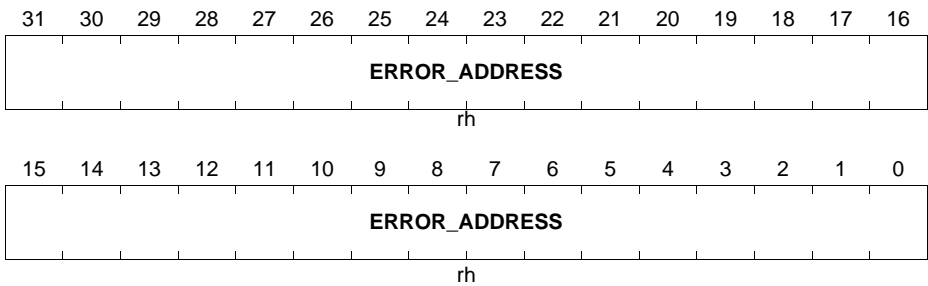 31 30 29 28 27 26 25 24 23 22 21 20 19 18 17 16
ERROR_ADDRESS
rh
15 14 13 12 11 10 9 8 7 6 5 4 3 2 1 0
ERROR_ADDRESS
rh